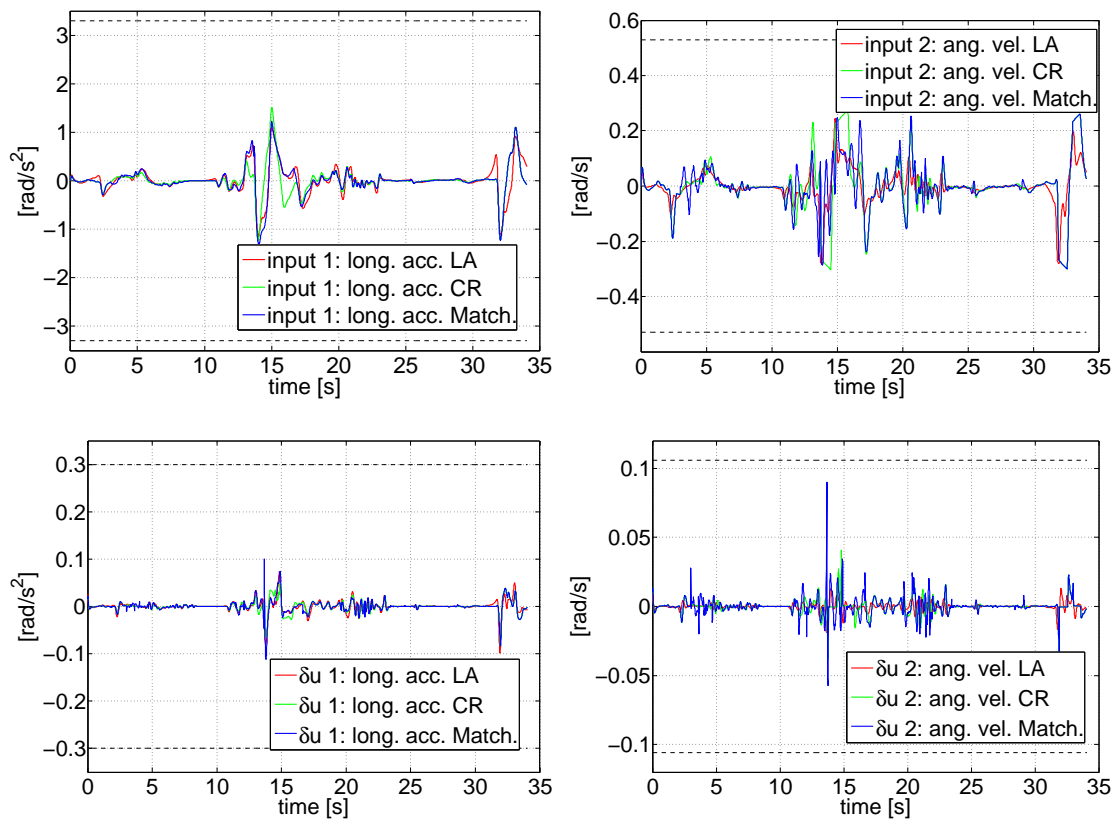 3
2
1
0
−1
−2
−3
[rad/s²]
0 5 10 15 20 25 30 35
time [s]
input 1: long. acc. LA
input 1: long. acc. CR
input 1: long. acc. Match.
0.6
0.4
0.2
0
−0.2
−0.4
[rad/s]
0 5 10 15 20 25 30 35
time [s]
input 2: ang. vel. LA
input 2: ang. vel. CR
input 2: ang. vel. Match.
0.3
0.2
0.1
0
−0.1
−0.2
−0.3
[rad/s²]
0 5 10 15 20 25 30 35
time [s]
δu 1: long. acc. LA
δu 1: long. acc. CR
δu 1: long. acc. Match.
0.1
0.05
0
−0.05
−0.1
[rad/s]
0 5 10 15 20 25 30 35
time [s]
δu 2: ang. vel. LA
δu 2: ang. vel. CR
δu 2: ang. vel. Match.